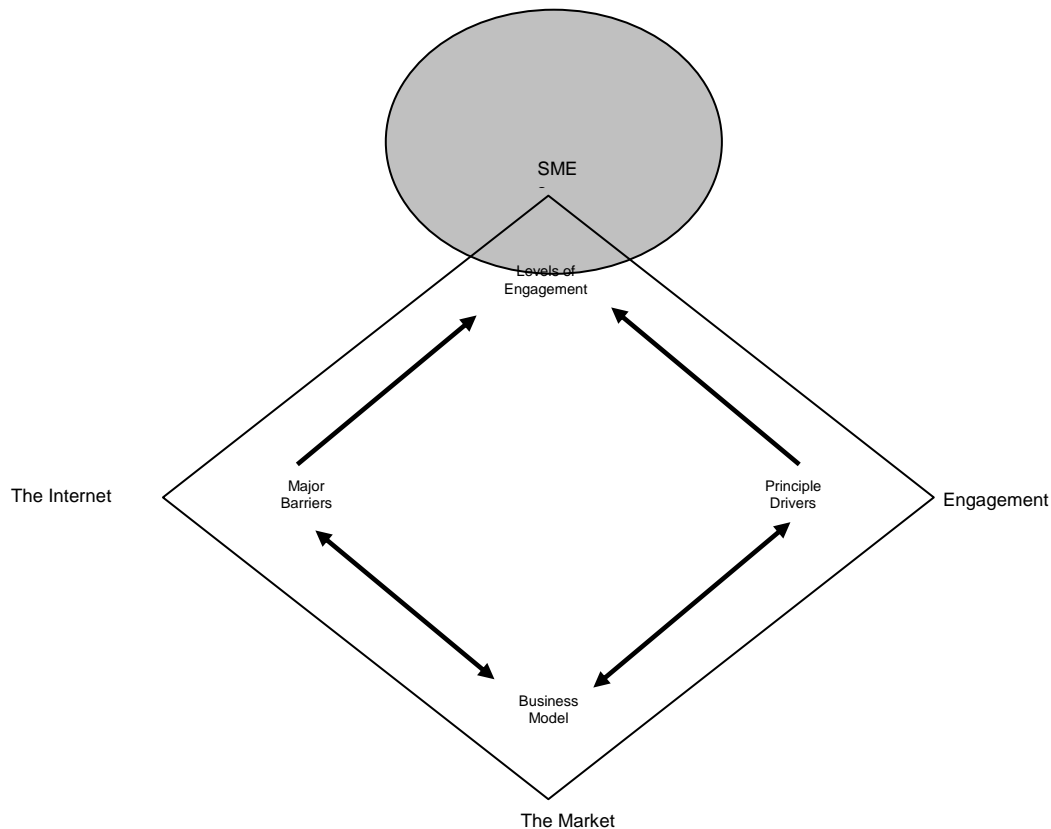 SME
Levels of
Engagement
The Internet
Major
Barriers
Principle
Drivers
Engagement
Business
Model
The Market